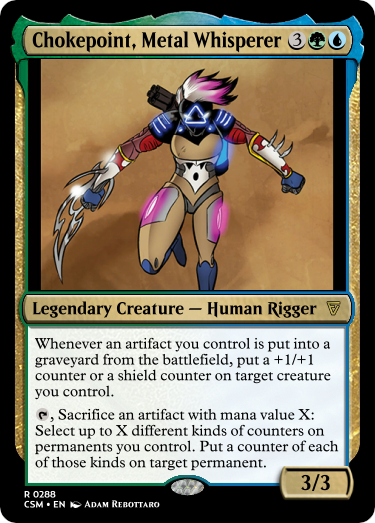 Chokepoint, Metal Whisperer 3
Legendary Creature — Human Rigger
Whenever an artifact you control is put into a
graveyard from the battlefield, put a +1/+1
counter or a shield counter on target creature
you control.
, Sacrifice an artifact with mana value X:
Select up to X different kinds of counters on
permanents you control. Put a counter of each
of those kinds on target permanent.
3/3
R 0288
CSM • EN Adam Rebottaro